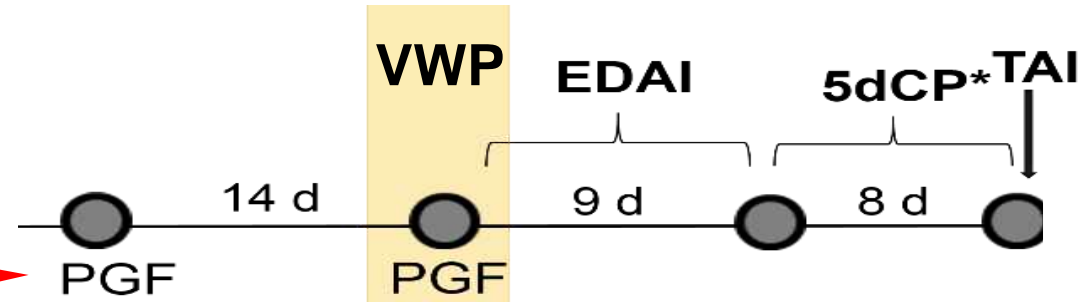 VWP
EDAI
5dCP* TAI
14 d
9 d
8 d
PGF
PGF